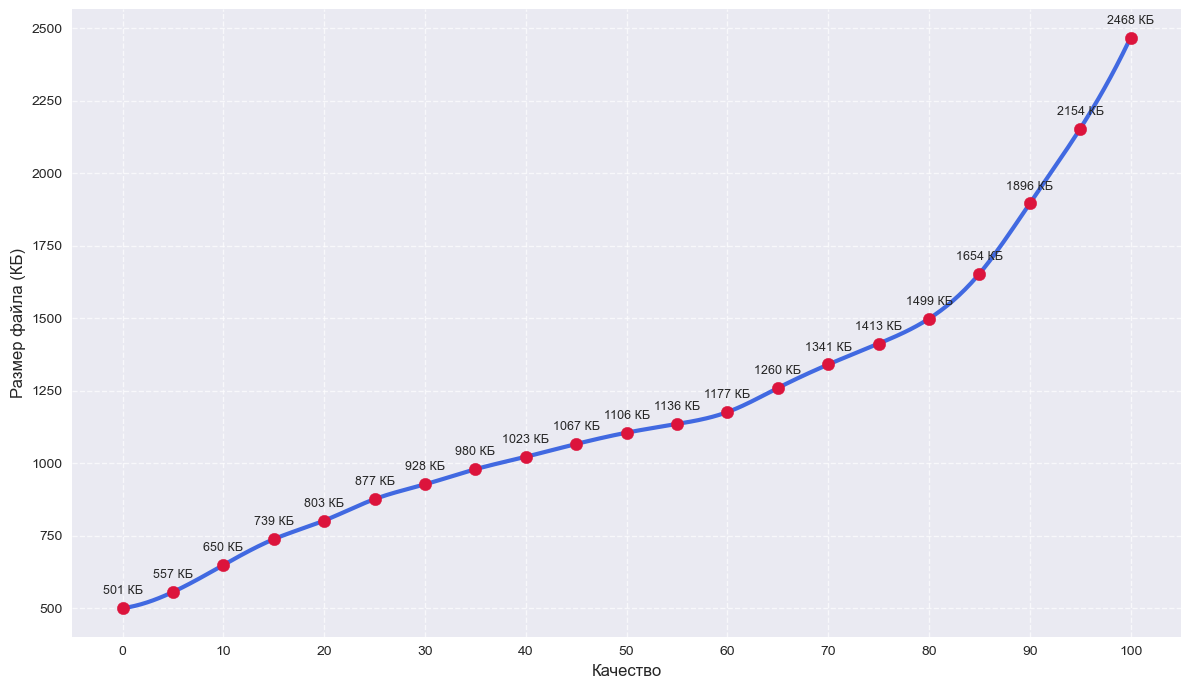 2468 КБ
2500
2250
2154 КБ
2000
1896 КБ
1750
1654 КБ
1500
1499 КБ
1413 КБ
1341 КБ
1260 КБ
1250
1177 КБ
1136 КБ
1106 КБ
1067 КБ
1023 КБ
1000
980 КБ
928 КБ
877 КБ
803 КБ
750
739 КБ
650 КБ
557 КБ
501 КБ
500
Размер файла (КБ)
0 10 20 30 40 50 60 70 80 90 100
Качество